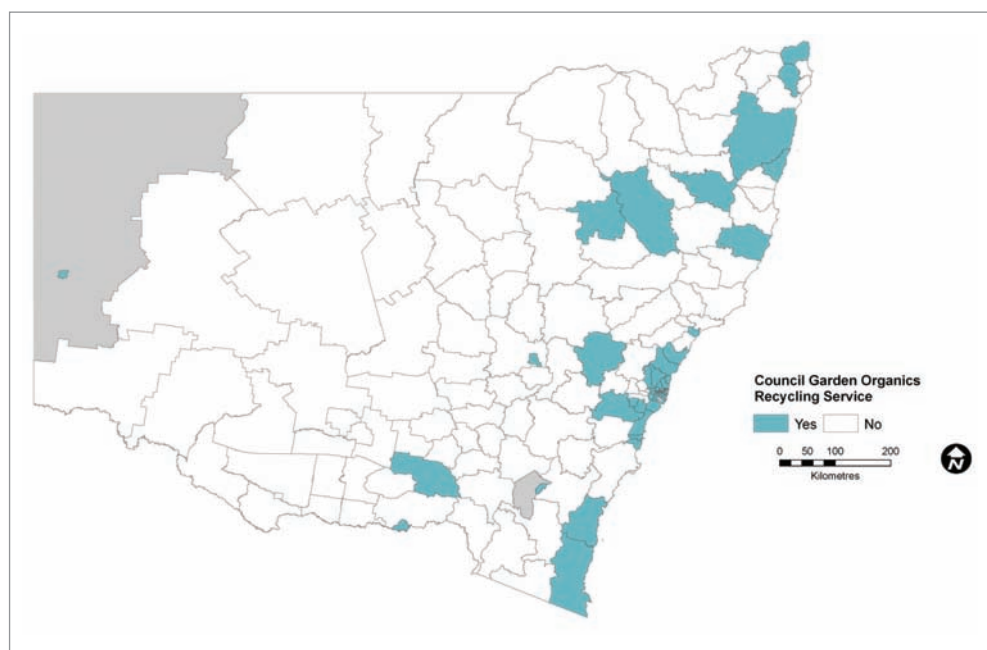 Council Garden Organics
Recycling Service
Yes No
0 50 100 200
Kilometres
N